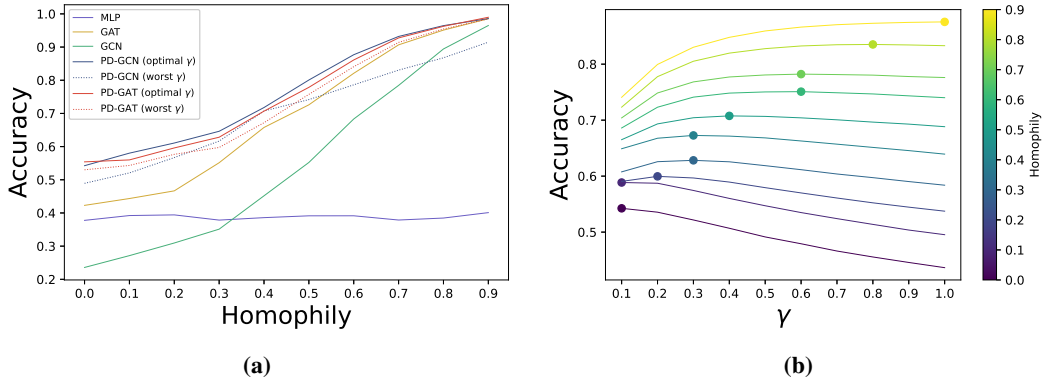 1.0
0.9
0.8
0.7
0.6
0.5
0.4
0.3
0.2
Accuracy
MLP
GAT
GCN
PD-GCN (optimal γ)
PD-GCN (worst γ)
PD-GAT (optimal γ)
PD-GAT (worst γ)
0.0 0.1 0.2 0.3 0.4 0.5 0.6 0.7 0.8 0.9
Homophily
(a)
0.8
0.7
0.6
0.5
Accuracy
0.1 0.2 0.3 0.4 0.5 0.6 0.7 0.8 0.9 1.0
γ
0.9
0.8
0.7
0.6
0.5
0.4
0.3
0.2
0.1
0.0
Homophily
(b)